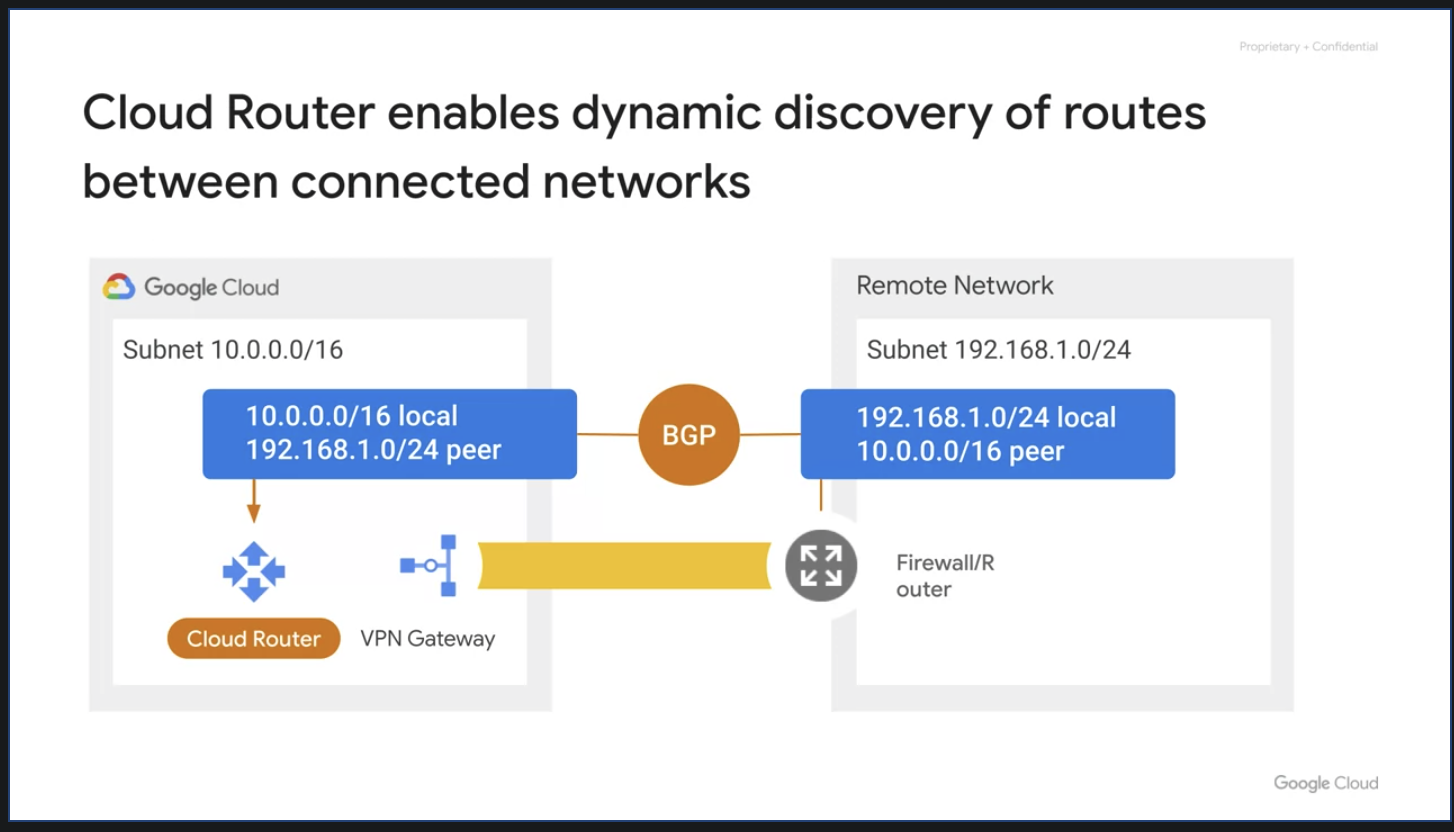 Proprietary + Confidential
Cloud Router enables dynamic discovery of routes
between connected networks
Google Cloud
Subnet 10.0.0.0/16
10.0.0.0/16 local
192.168.1.0/24 peer
BGP
Remote Network
Subnet 192.168.1.0/24
192.168.1.0/24 local
10.0.0.0/16 peer
Cloud Router
VPN Gateway
Firewall/R
outer
Google Cloud